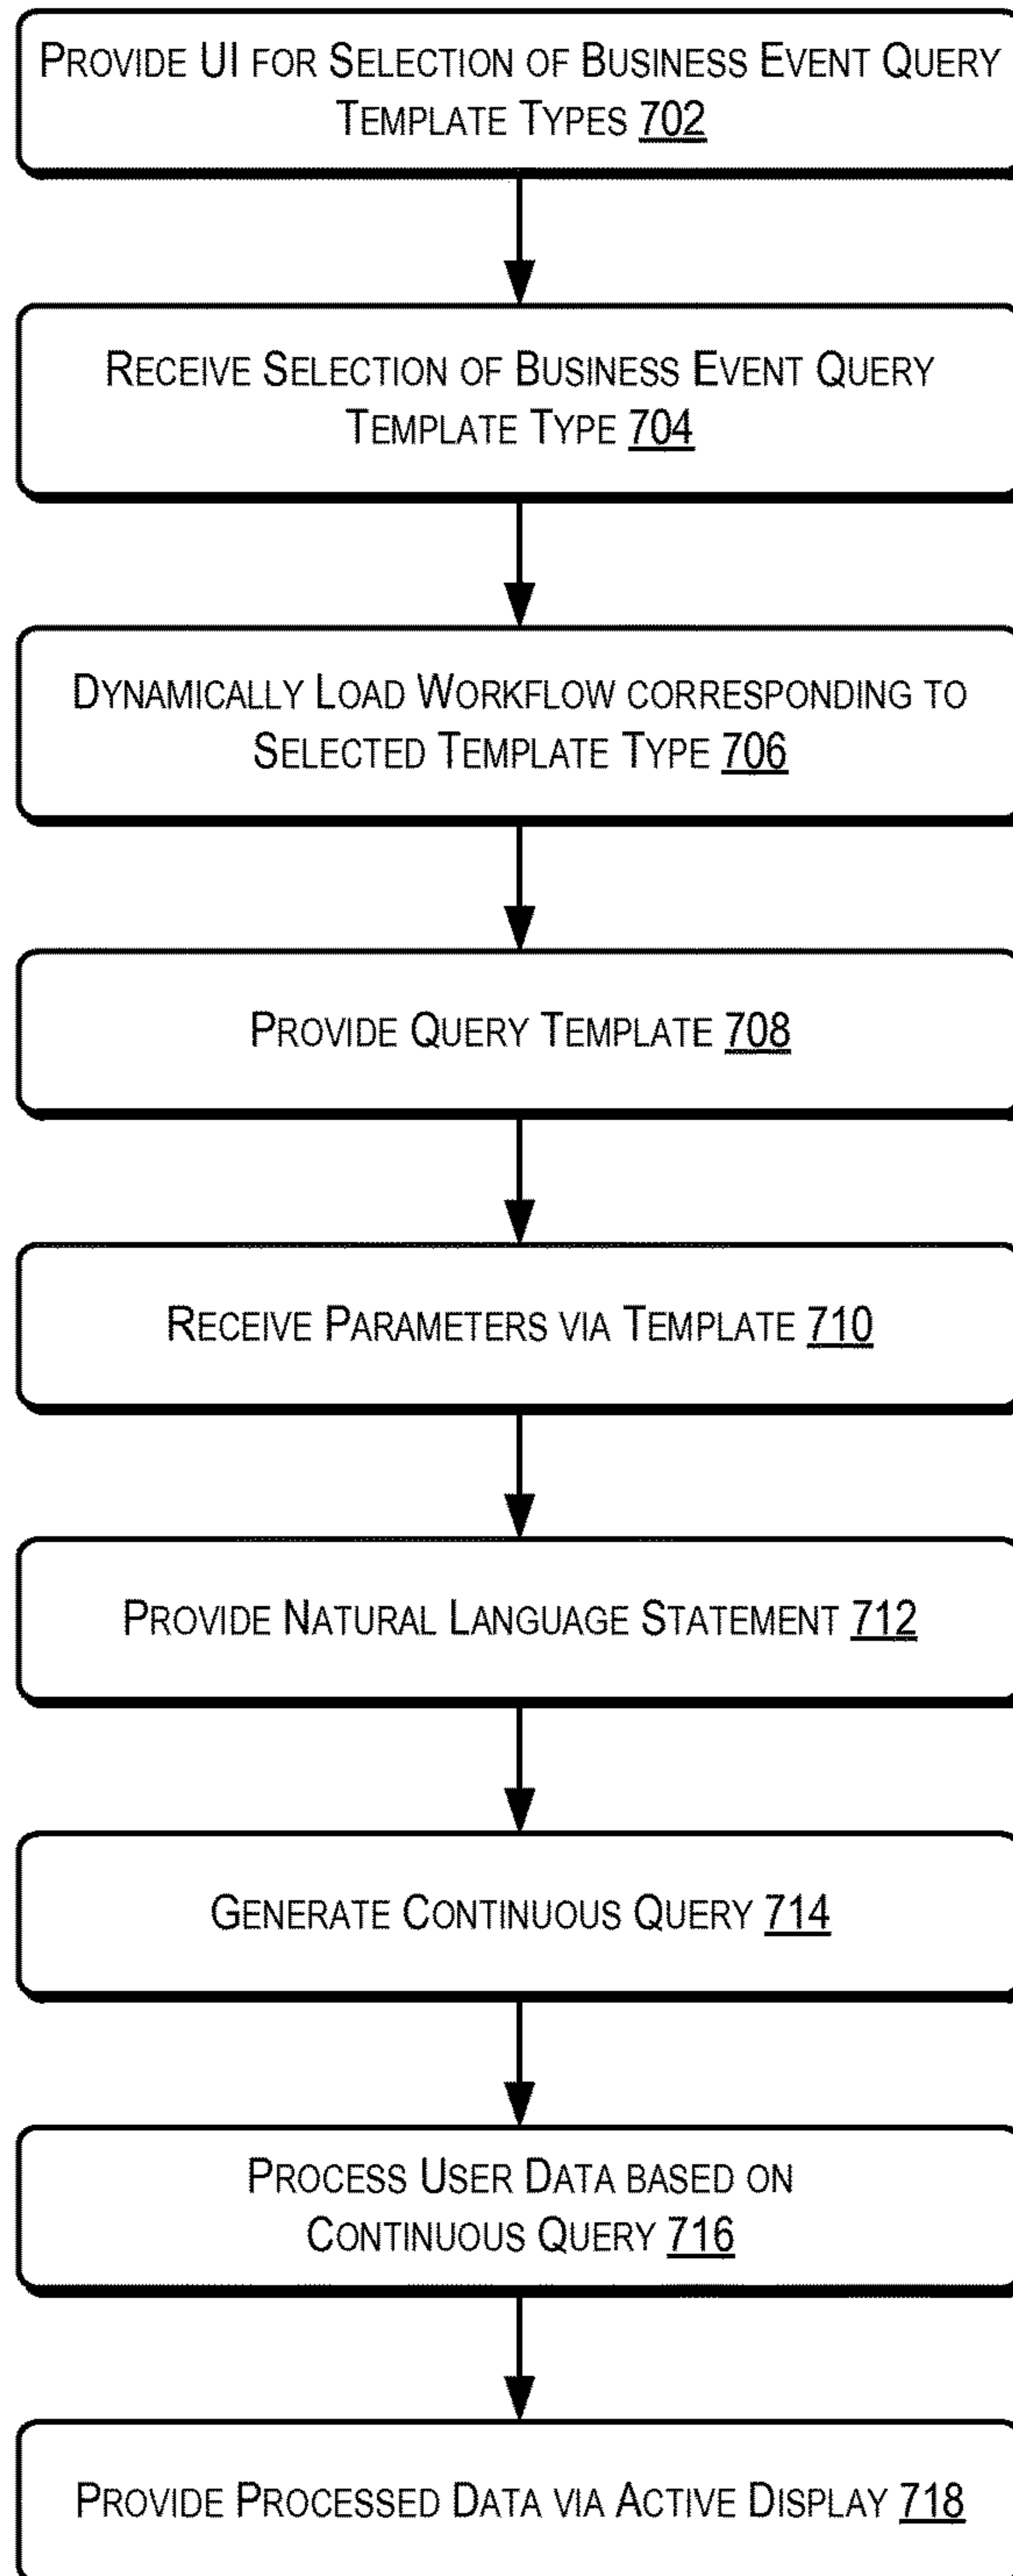 PROVIDE UI FOR SELECTION OF BUSINESS EVENT QUERY
TEMPLATE TYPES 702
RECEIVE SELECTION OF BUSINESS EVENT QUERY
TEMPLATE TYPE 704
DYNAMICALLY LOAD WORKFLOW CORRESPONDING TO
SELECTED TEMPLATE TYPE 706
PROVIDE QUERY TEMPLATE 708
RECEIVE PARAMETERS VIA TEMPLATE 710
PROVIDE NATURAL LANGUAGE STATEMENT 712
GENERATE CONTINUOUS QUERY 714
PROCESS USER DATA BASED ON
CONTINUOUS QUERY 716
PROVIDE PROCESSED DATA VIA ACTIVE DISPLAY 718